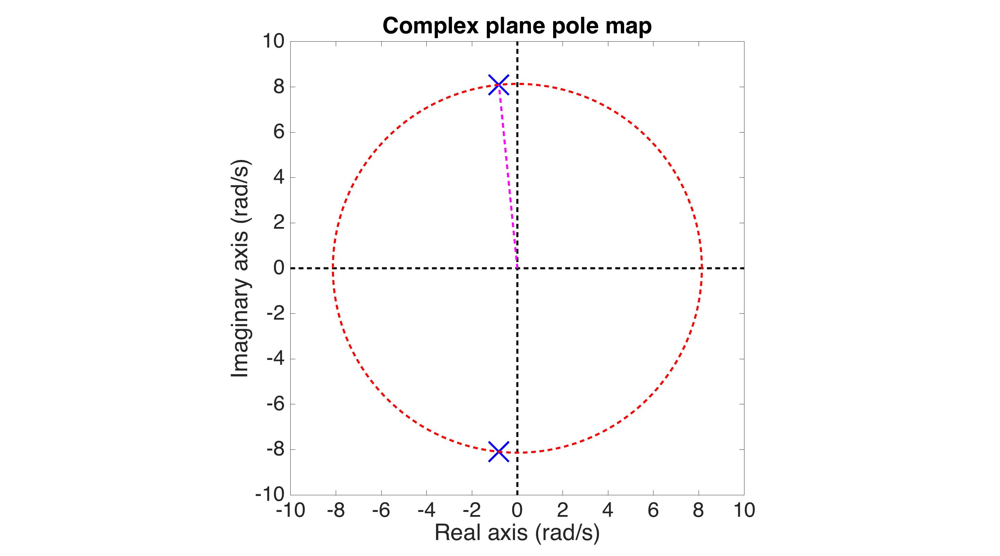 Complex plane pole map
10
8
6
4
2
0
-2
-4
-6
-8
-10
Imaginary axis (rad/s)
-10 -8 -6 -4 -2 0 2 4 6 8 10
Real axis (rad/s)